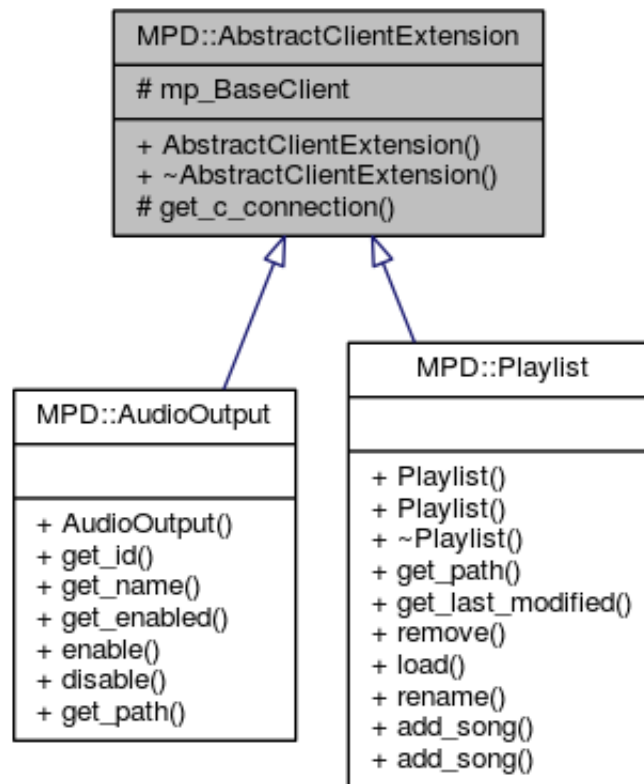 MPD::AbstractClientExtension
# mp_BaseClient
+ AbstractClientExtension()
+ ~AbstractClientExtension()
# get_c_connection()
MPD::AudioOutput
+ AudioOutput()
+ get_id()
+ get_name()
+ get_enabled()
+ enable()
+ disable()
+ get_path()
MPD::Playlist
+ Playlist()
+ Playlist()
+ ~Playlist()
+ get_path()
+ get_last_modified()
+ remove()
+ load()
+ rename()
+ add_song()
+ add_song()